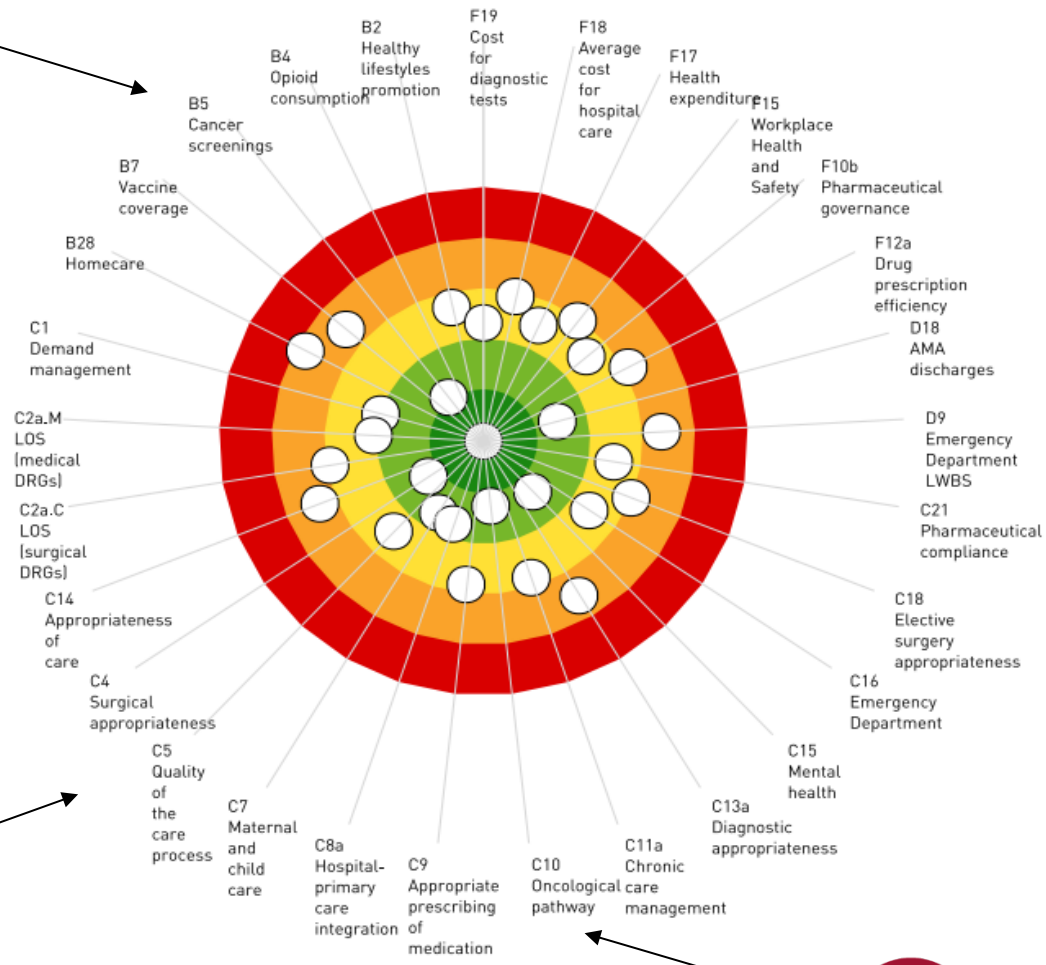 F19
Cost
for
diagnostic
tests
F18
Average
cost
for
hospital
care
F17
Health
expenditure
F15
Workplace
Health
and
Safety
F10b
Pharmaceutical
governance
F12a
Drug
prescription
efficiency
D18
AMA
discharges
D9
Emergency
Department
LWBS
C21
Pharmaceutical
compliance
C18
Elective
surgery
appropriateness
C16
Emergency
Department
C15
Mental
health
C13a
Diagnostic
appropriateness
C11a
Chronic
care
management
C10
Oncological
pathway
C9
Appropriate
prescribing
of
medication
C8a
Hospital-
primary
care
integration
C7
Maternal
and
child
care
C5
Quality
of
the
care
process
C4
Surgical
appropriateness
C14
Appropriateness
of
care
C2a.C
LOS
(surgical
DRGs)
C2a.M
LOS
(medical
DRGs)
C1
Demand
management
B28
Homecare
B7
Vaccine
coverage
B5
Cancer
screenings
B4
Opioid
consumption
B2
Healthy
lifestyles
promotion